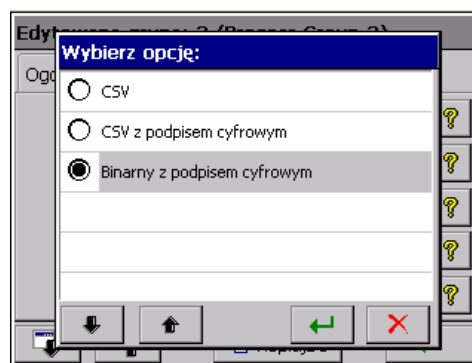 Wybierz opcję:
CSV
CSV z podpisem cyfrowym
Binarny z podpisem cyfrowym